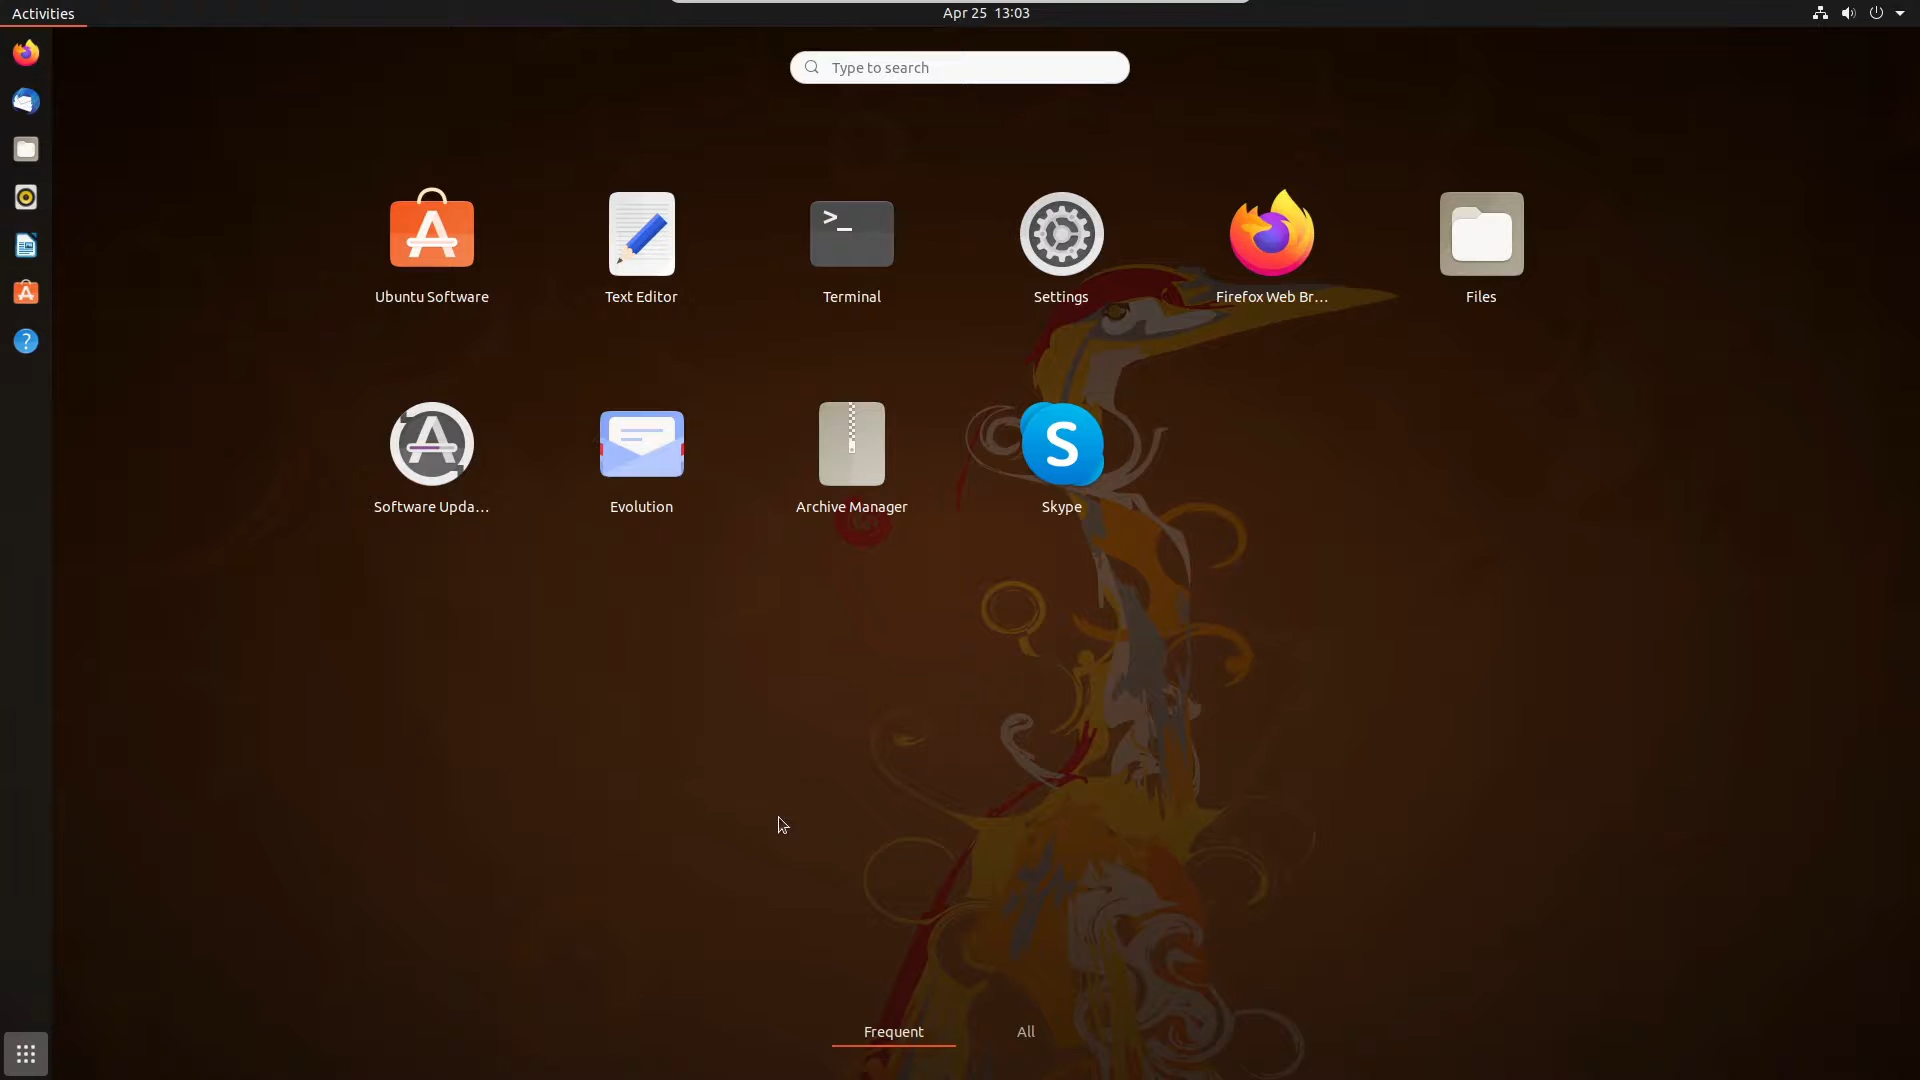 Activities
Apr 25 13:03
Type to search
Ubuntu Software
Text Editor
Terminal
Settings
Firefox Web Br...
Files
Software Upda...
Evolution
Archive Manager
Skype
Frequent
All